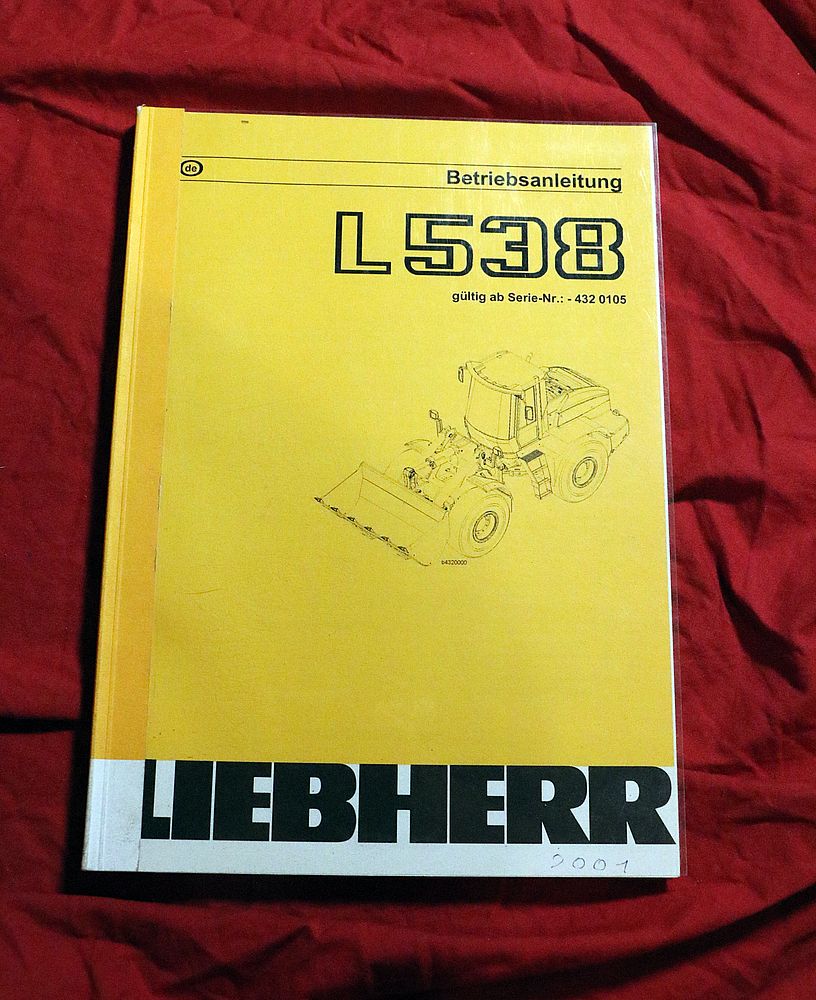 de
Betriebsanleitung
L538
gültig ab Serie-Nr.: - 432 0105
b4320000
LIEBHERR
2001